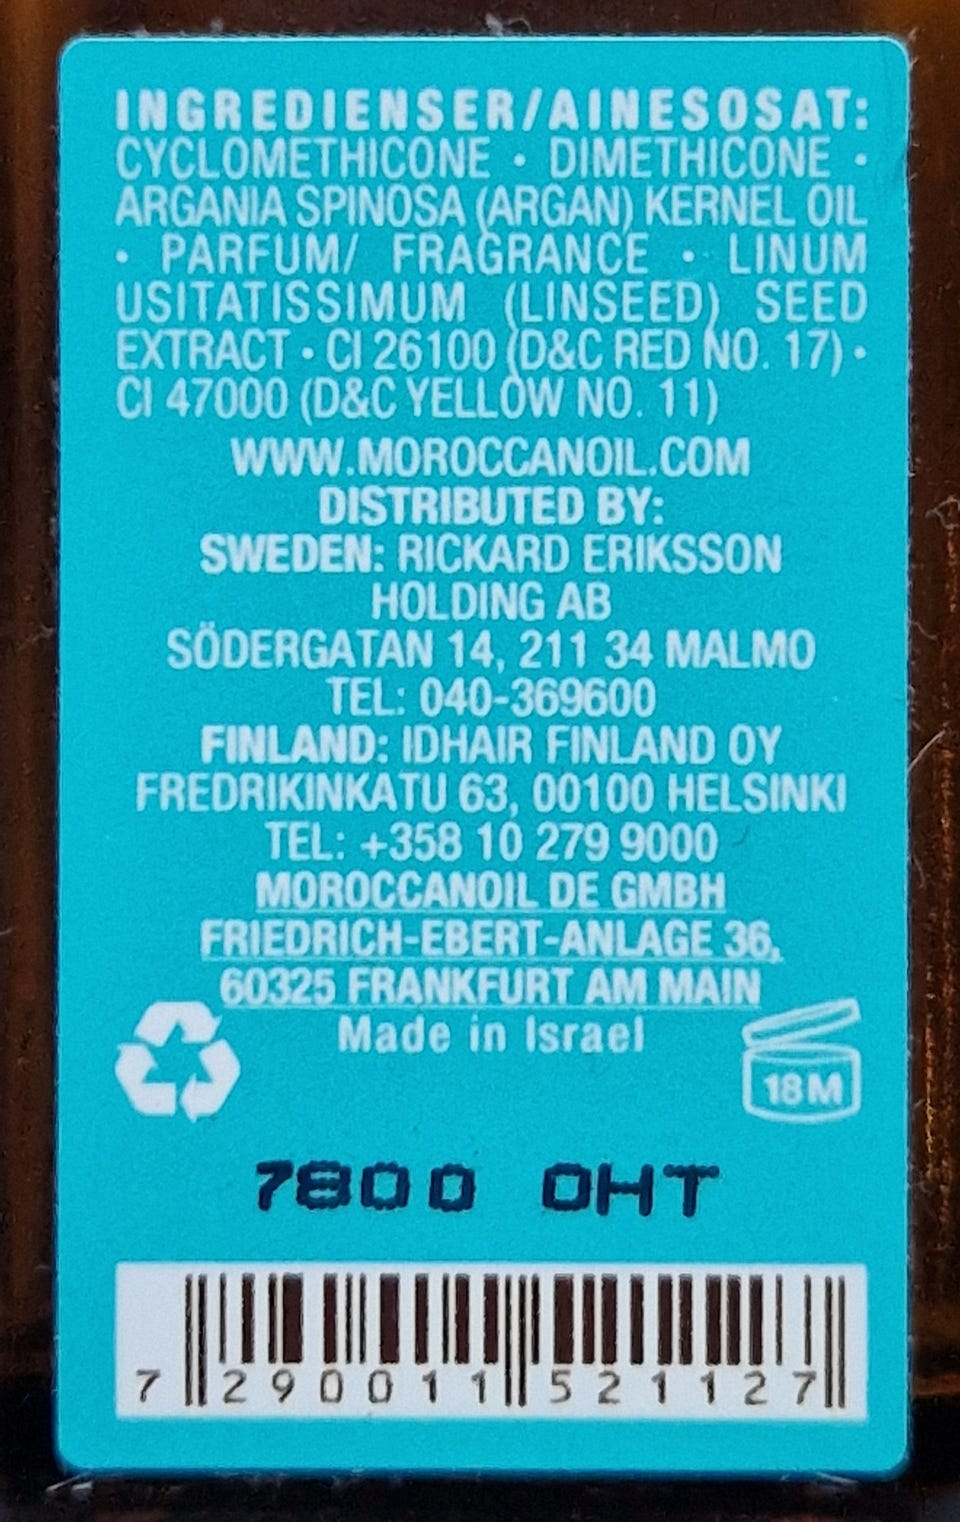 INGREDIENSER/AINESOSAT:
CYCLOMETHICONE • DIMETHICONE •
ARGANIA SPINOSA (ARGAN) KERNEL OIL
• PARFUM/ FRAGRANCE • LINUM
USITATISSIMUM (LINSEED) SEED
EXTRACT • CI 26100 (D&C RED NO. 17) •
CI 47000 (D&C YELLOW NO. 11)
WWW.MOROCCANOIL.COM
DISTRIBUTED BY:
SWEDEN: RICKARD ERIKSSON
HOLDING AB
SÖDERGATAN 14, 211 34 MALMO
TEL: 040-369600
FINLAND: IDHAIR FINLAND OY
FREDRIKINKATU 63, 00100 HELSINKI
TEL: +358 10 279 9000
MOROCCANOIL DE GMBH
FRIEDRICH-EBERT-ANLAGE 36,
60325 FRANKFURT AM MAIN
Made in Israel
18M
7800 OHT
7 290011 521127